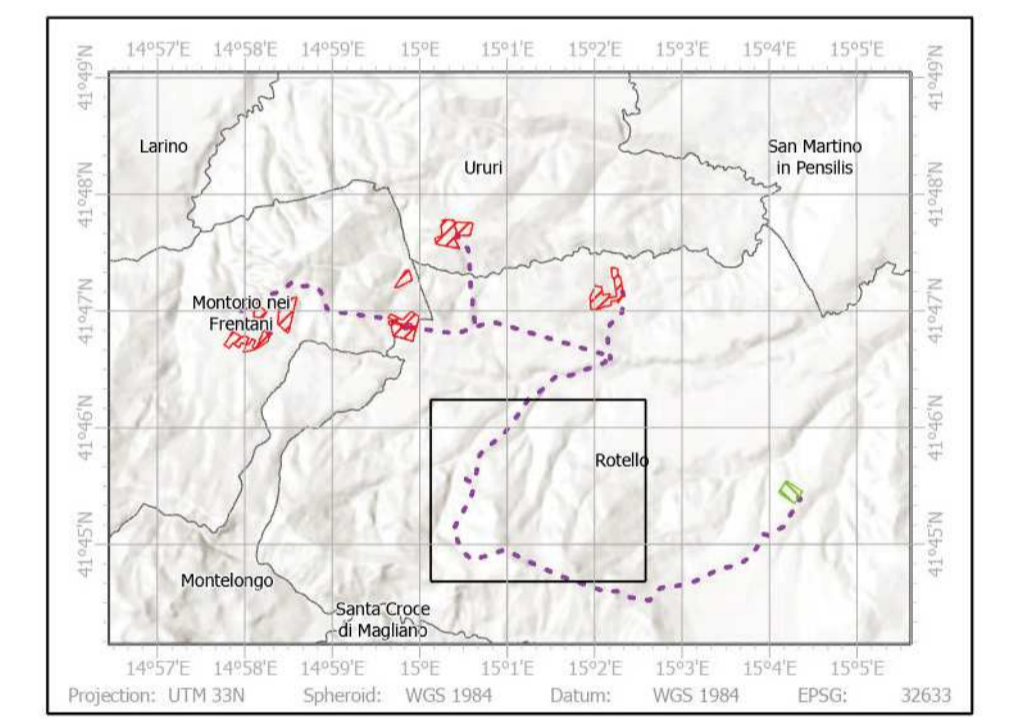 14°57'E 14°58'E 14°59'E 15°E 15°1'E 15°2'E 15°3'E 15°4'E 15°5'E
41°49'N 41°49'N
Larino
Ururi
San Martino
in Pensilis
41°48'N 41°48'N
Montorio nei
Frentani
41°47'N 41°47'N
41°46'N 41°46'N
Rotello
41°45'N 41°45'N
Montelongo
Santa Croce
di Magliano
14°57'E 14°58'E 14°59'E 15°E 15°1'E 15°2'E 15°3'E 15°4'E 15°5'E
Projection: UTM 33N Spheroid: WGS 1984 Datum: WGS 1984 EPSG: 32633